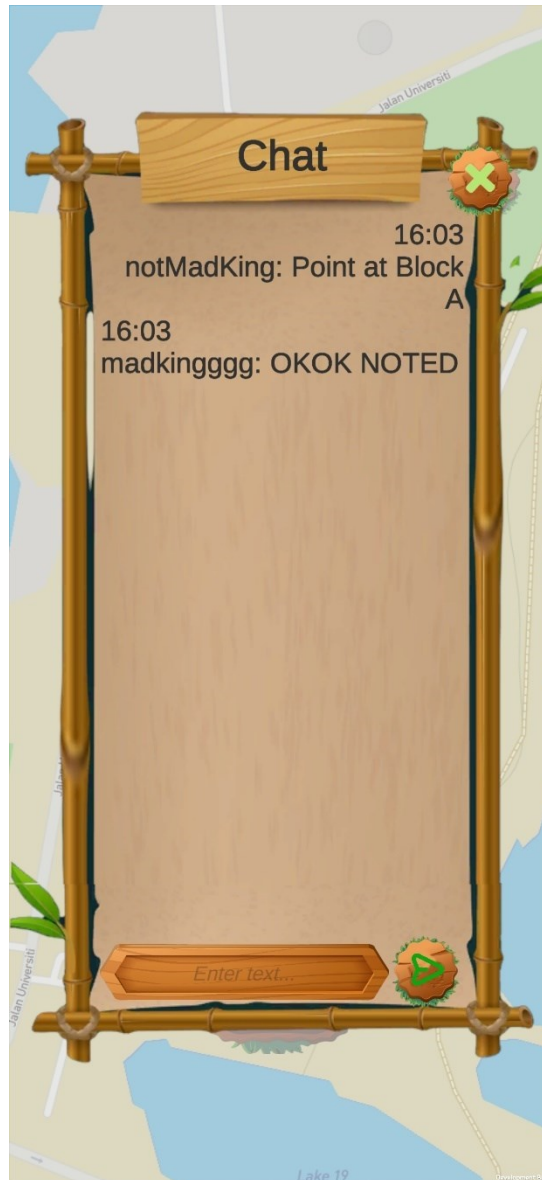 Jalan Universiti
Chat
16:03
notMadKing: Point at Block
A
16:03
madkingggg: OKOK NOTED
Enter text...
Jalan Universiti
Lake 19